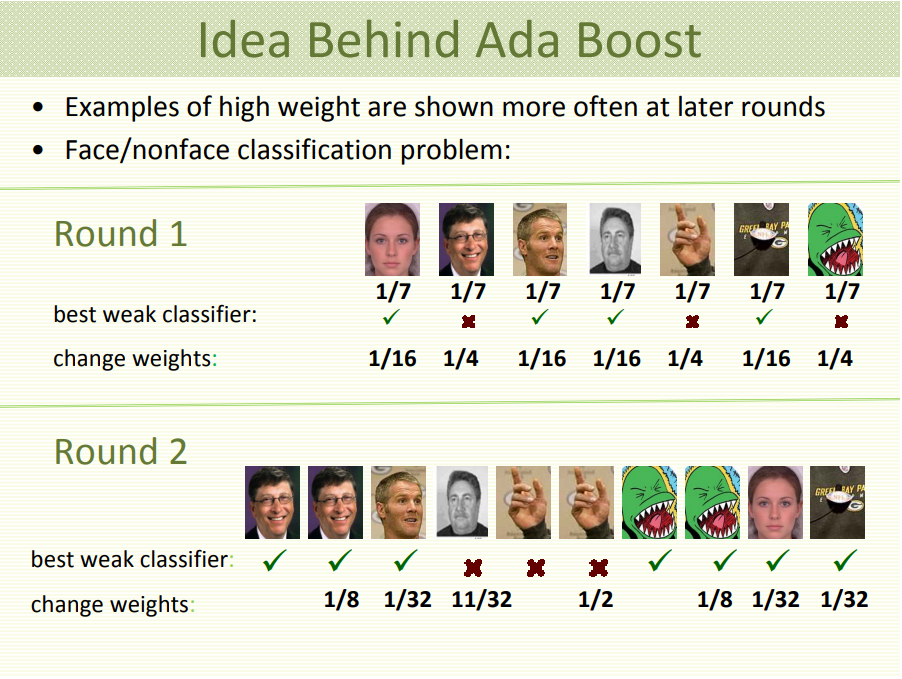 Idea Behind Ada Boost
• Examples of high weight are shown more often at later rounds
• Face/nonface classification problem:
Round 1
1/7 1/7 1/7 1/7 1/7 1/7 1/7
best weak classifier: ✓ ✖ ✓ ✓ ✖ ✓ ✖
change weights: 1/16 1/4 1/16 1/16 1/4 1/16 1/4
Round 2
best weak classifier: ✓ ✓ ✓ ✖ ✖ ✖ ✓ ✓ ✓ ✓
change weights: 1/8 1/32 11/32 1/2 1/8 1/32 1/32